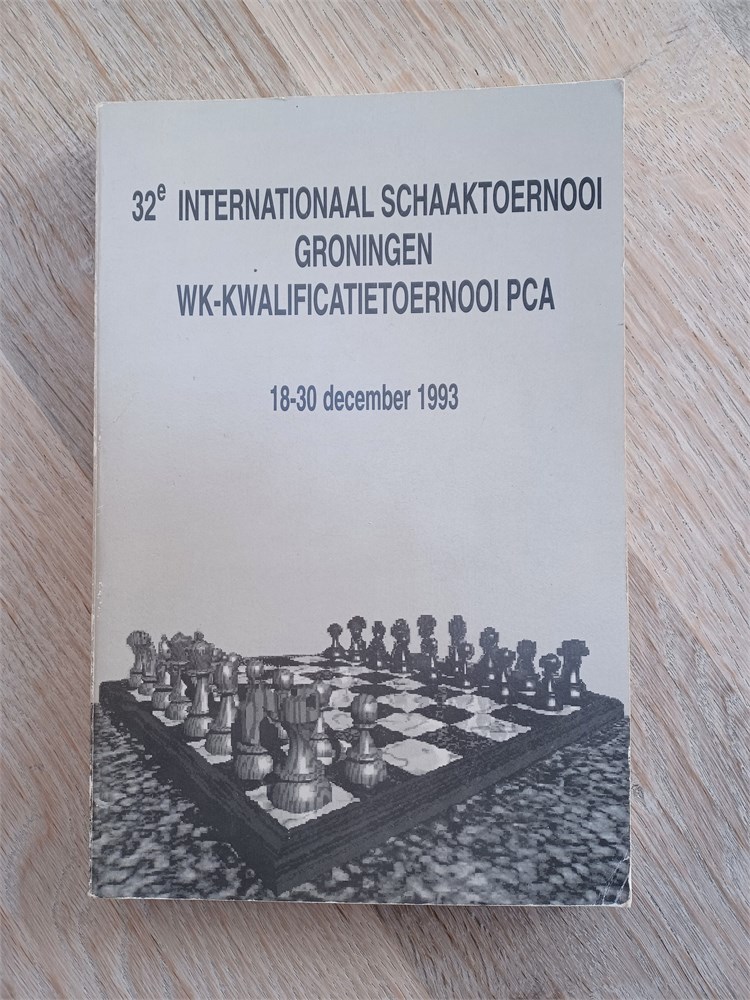 32e INTERNATIONAAL SCHAAKTOERNOOI
GRONINGEN
WK-KWALIFICATIETOERNOOI PCA
18-30 december 1993